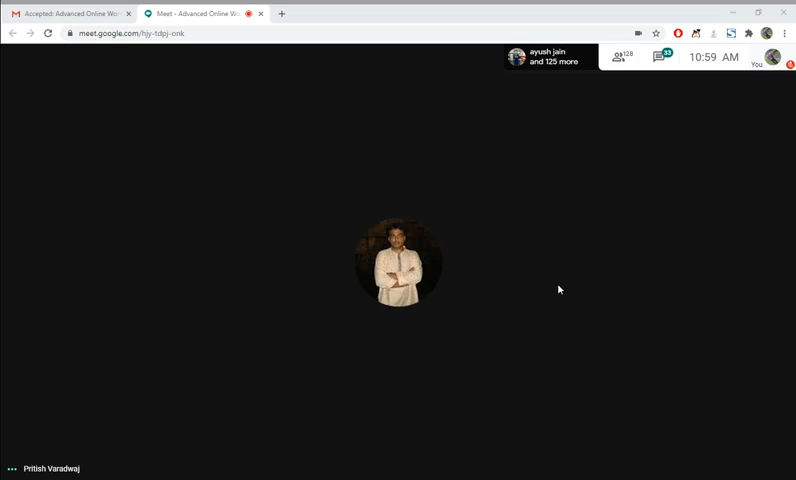 Accepted: Advanced Online Wor
Meet - Advanced Online Wo
meet.google.com/hjy-tdpj-onk
ayush jain
and 125 more
128
33
10:59 AM
You
Pritish Varadwaj